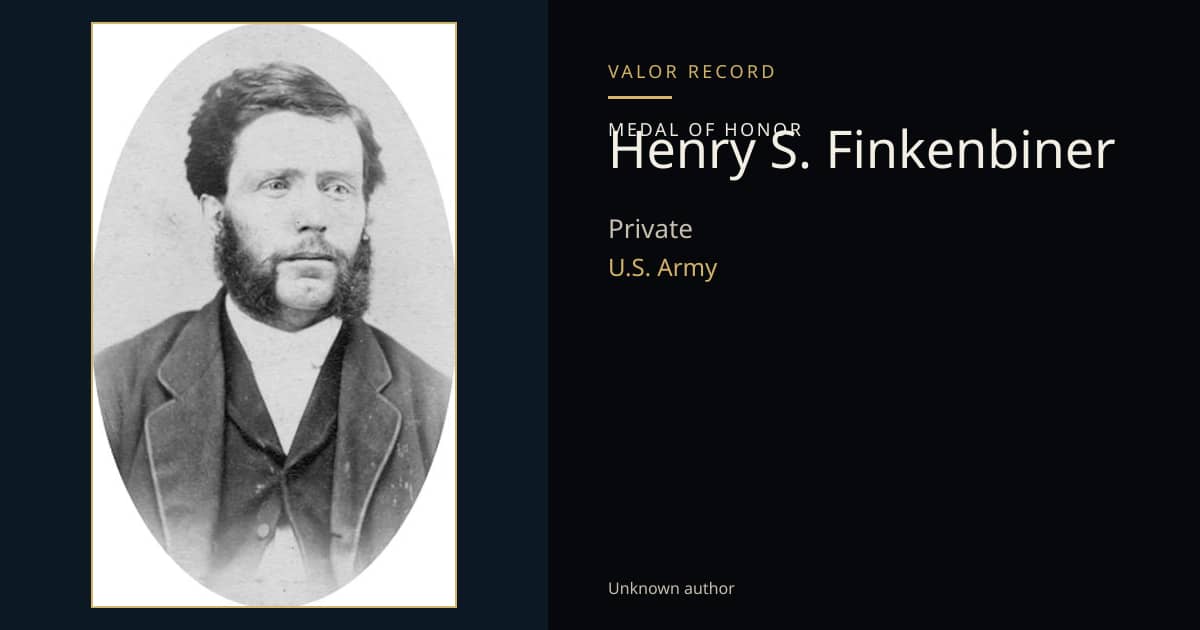 VALOR RECORD
MEDAL OF HONOR
Henry S. Finkenbiner
Private
U.S. Army
Unknown author